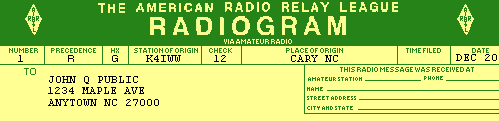 THE AMERICAN RADIO RELAY LEAGUE
RADIOGRAM
VIA AMATEUR RADIO
NUMBER PRECEDENCE HX STATION OF ORIGIN CHECK PLACE OF ORIGIN TIME FILED DATE
1 R G K4IWW 12 CARY NC DEC 20
TO THIS RADIO MESSAGE WAS RECEIVED AT
JOHN Q PUBLIC AMATEUR STATION PHONE
1234 MAPLE AVE NAME
ANYTOWN NC 27000 STREET ADDRESS
CITY AND STATE